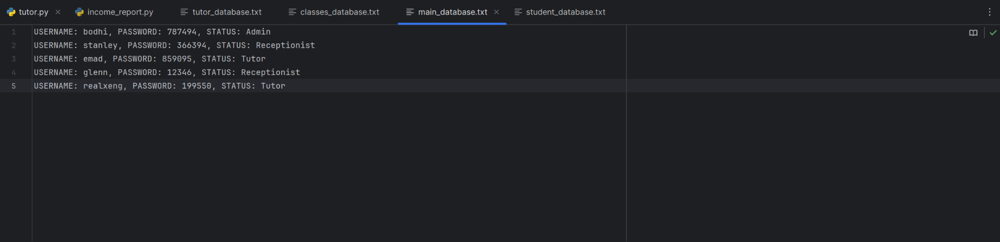 tutor.py income_report.py tutor_database.txt classes_database.txt main_database.txt student_database.txt
1 USERNAME: bodhi, PASSWORD: 787494, STATUS: Admin
2 USERNAME: stanley, PASSWORD: 366394, STATUS: Receptionist
3 USERNAME: emad, PASSWORD: 859095, STATUS: Tutor
4 USERNAME: glenn, PASSWORD: 12346, STATUS: Receptionist
5 USERNAME: realxeng, PASSWORD: 199550, STATUS: Tutor